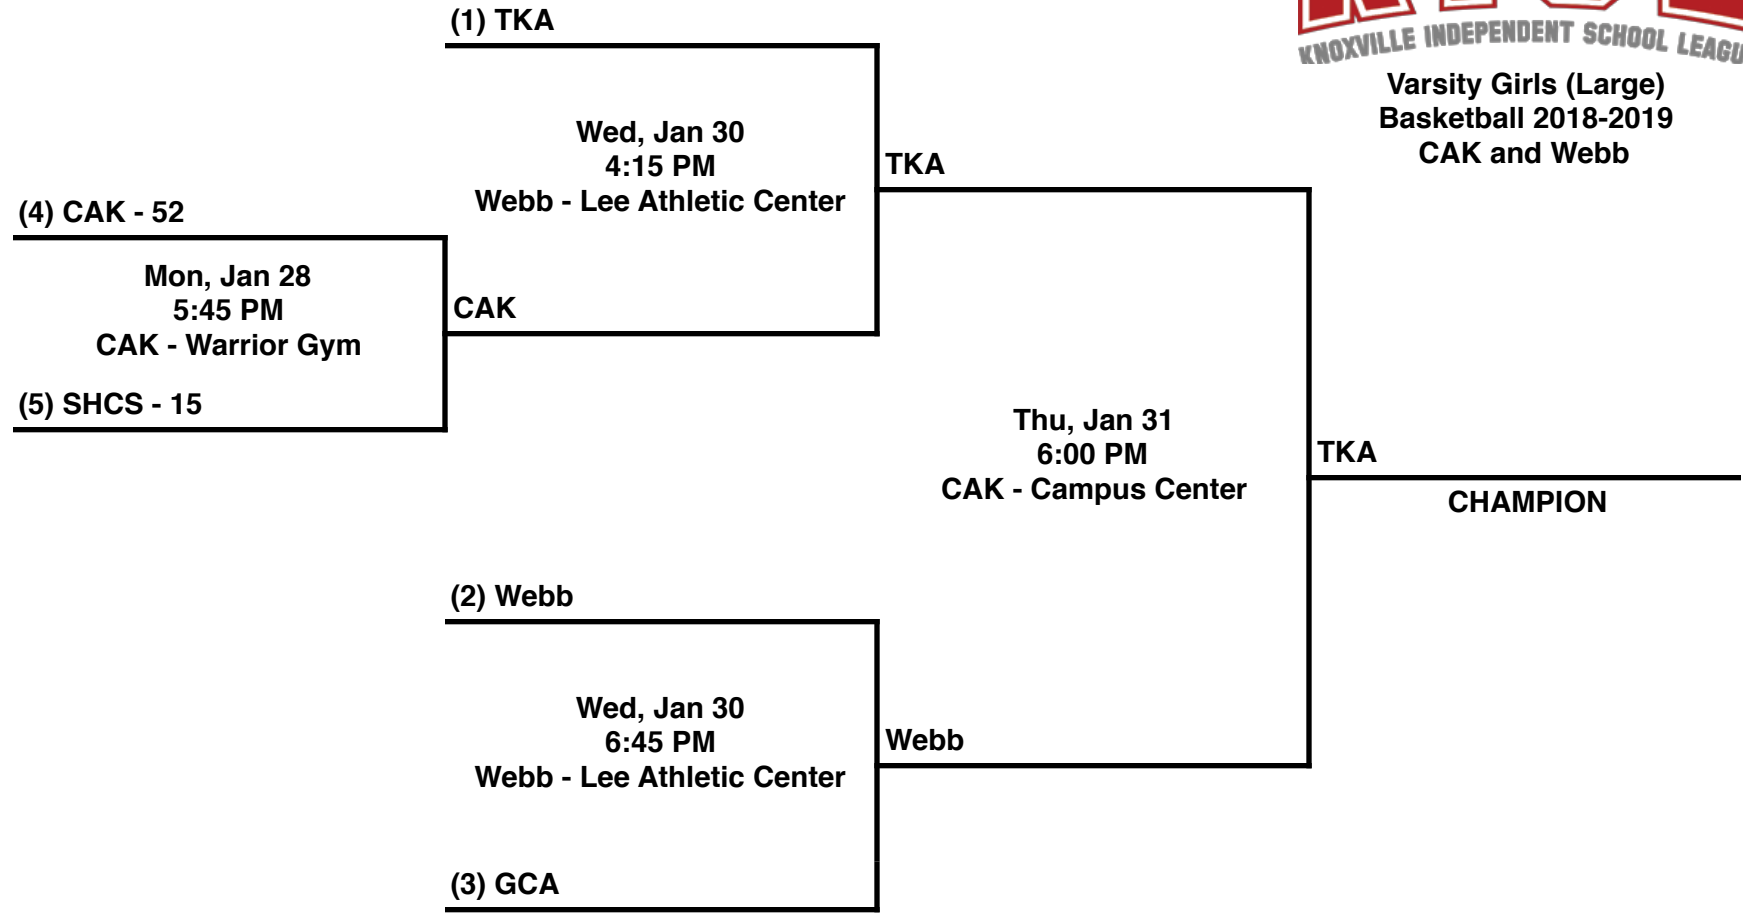 (1) TKA
KNOXVILLE INDEPENDENT SCHOOL
Varsity Girls (Large)
Basketball 2018-2019
CAK and Webb
Wed, Jan 30
4:15 PM
Webb - Lee Athletic Center
TKA
(4) CAK - 52
Mon, Jan 28
5:45 PM
CAK - Warrior Gym
CAK
(5) SHCS - 15
Thu, Jan 31
6:00 PM
CAK - Campus Center
TKA
CHAMPION
(2) Webb
Wed, Jan 30
6:45 PM
Webb - Lee Athletic Center
Webb
(3) GCA